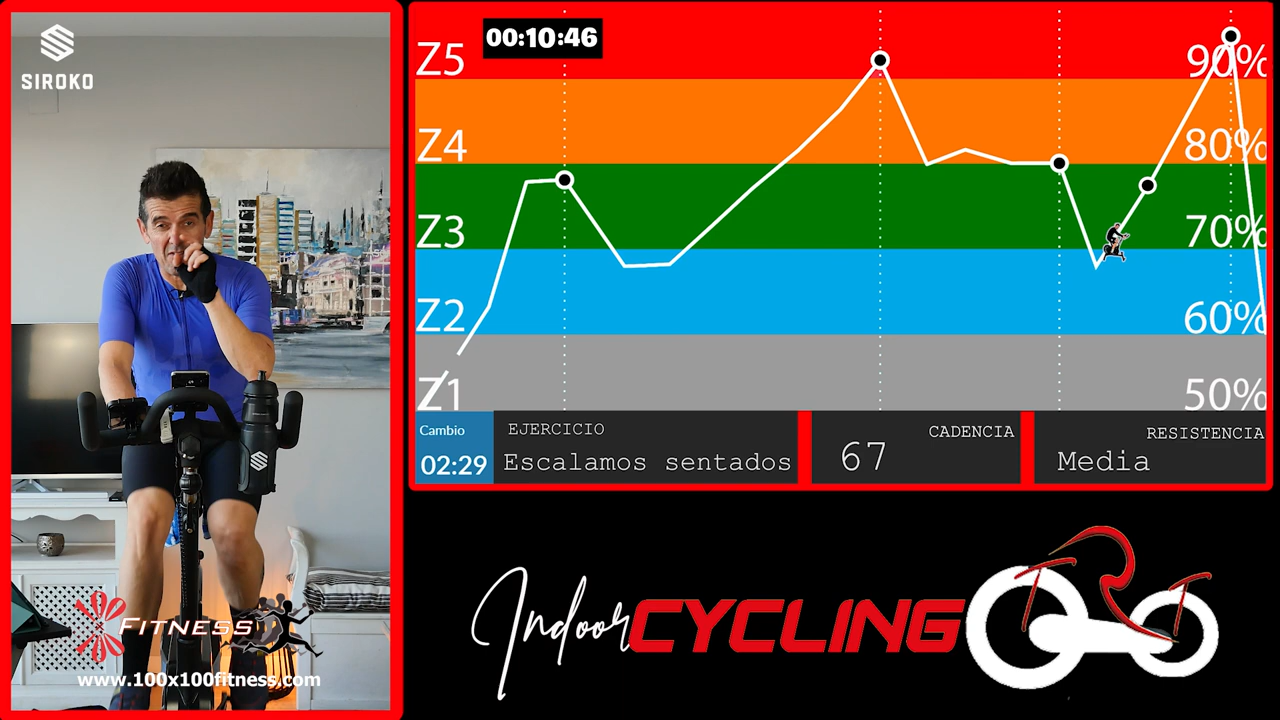 SIROKO
FITNESS
www.100x100fitness.com
00:10:46
Z5
90%
Z4
80%
Z3
70%
Z2
60%
Z1
50%
Cambio
02:29
EJERCICIO
Escalamos sentados
CADENCIA
67
RESISTENCIA
Media
Indoor CYCLING
TRT